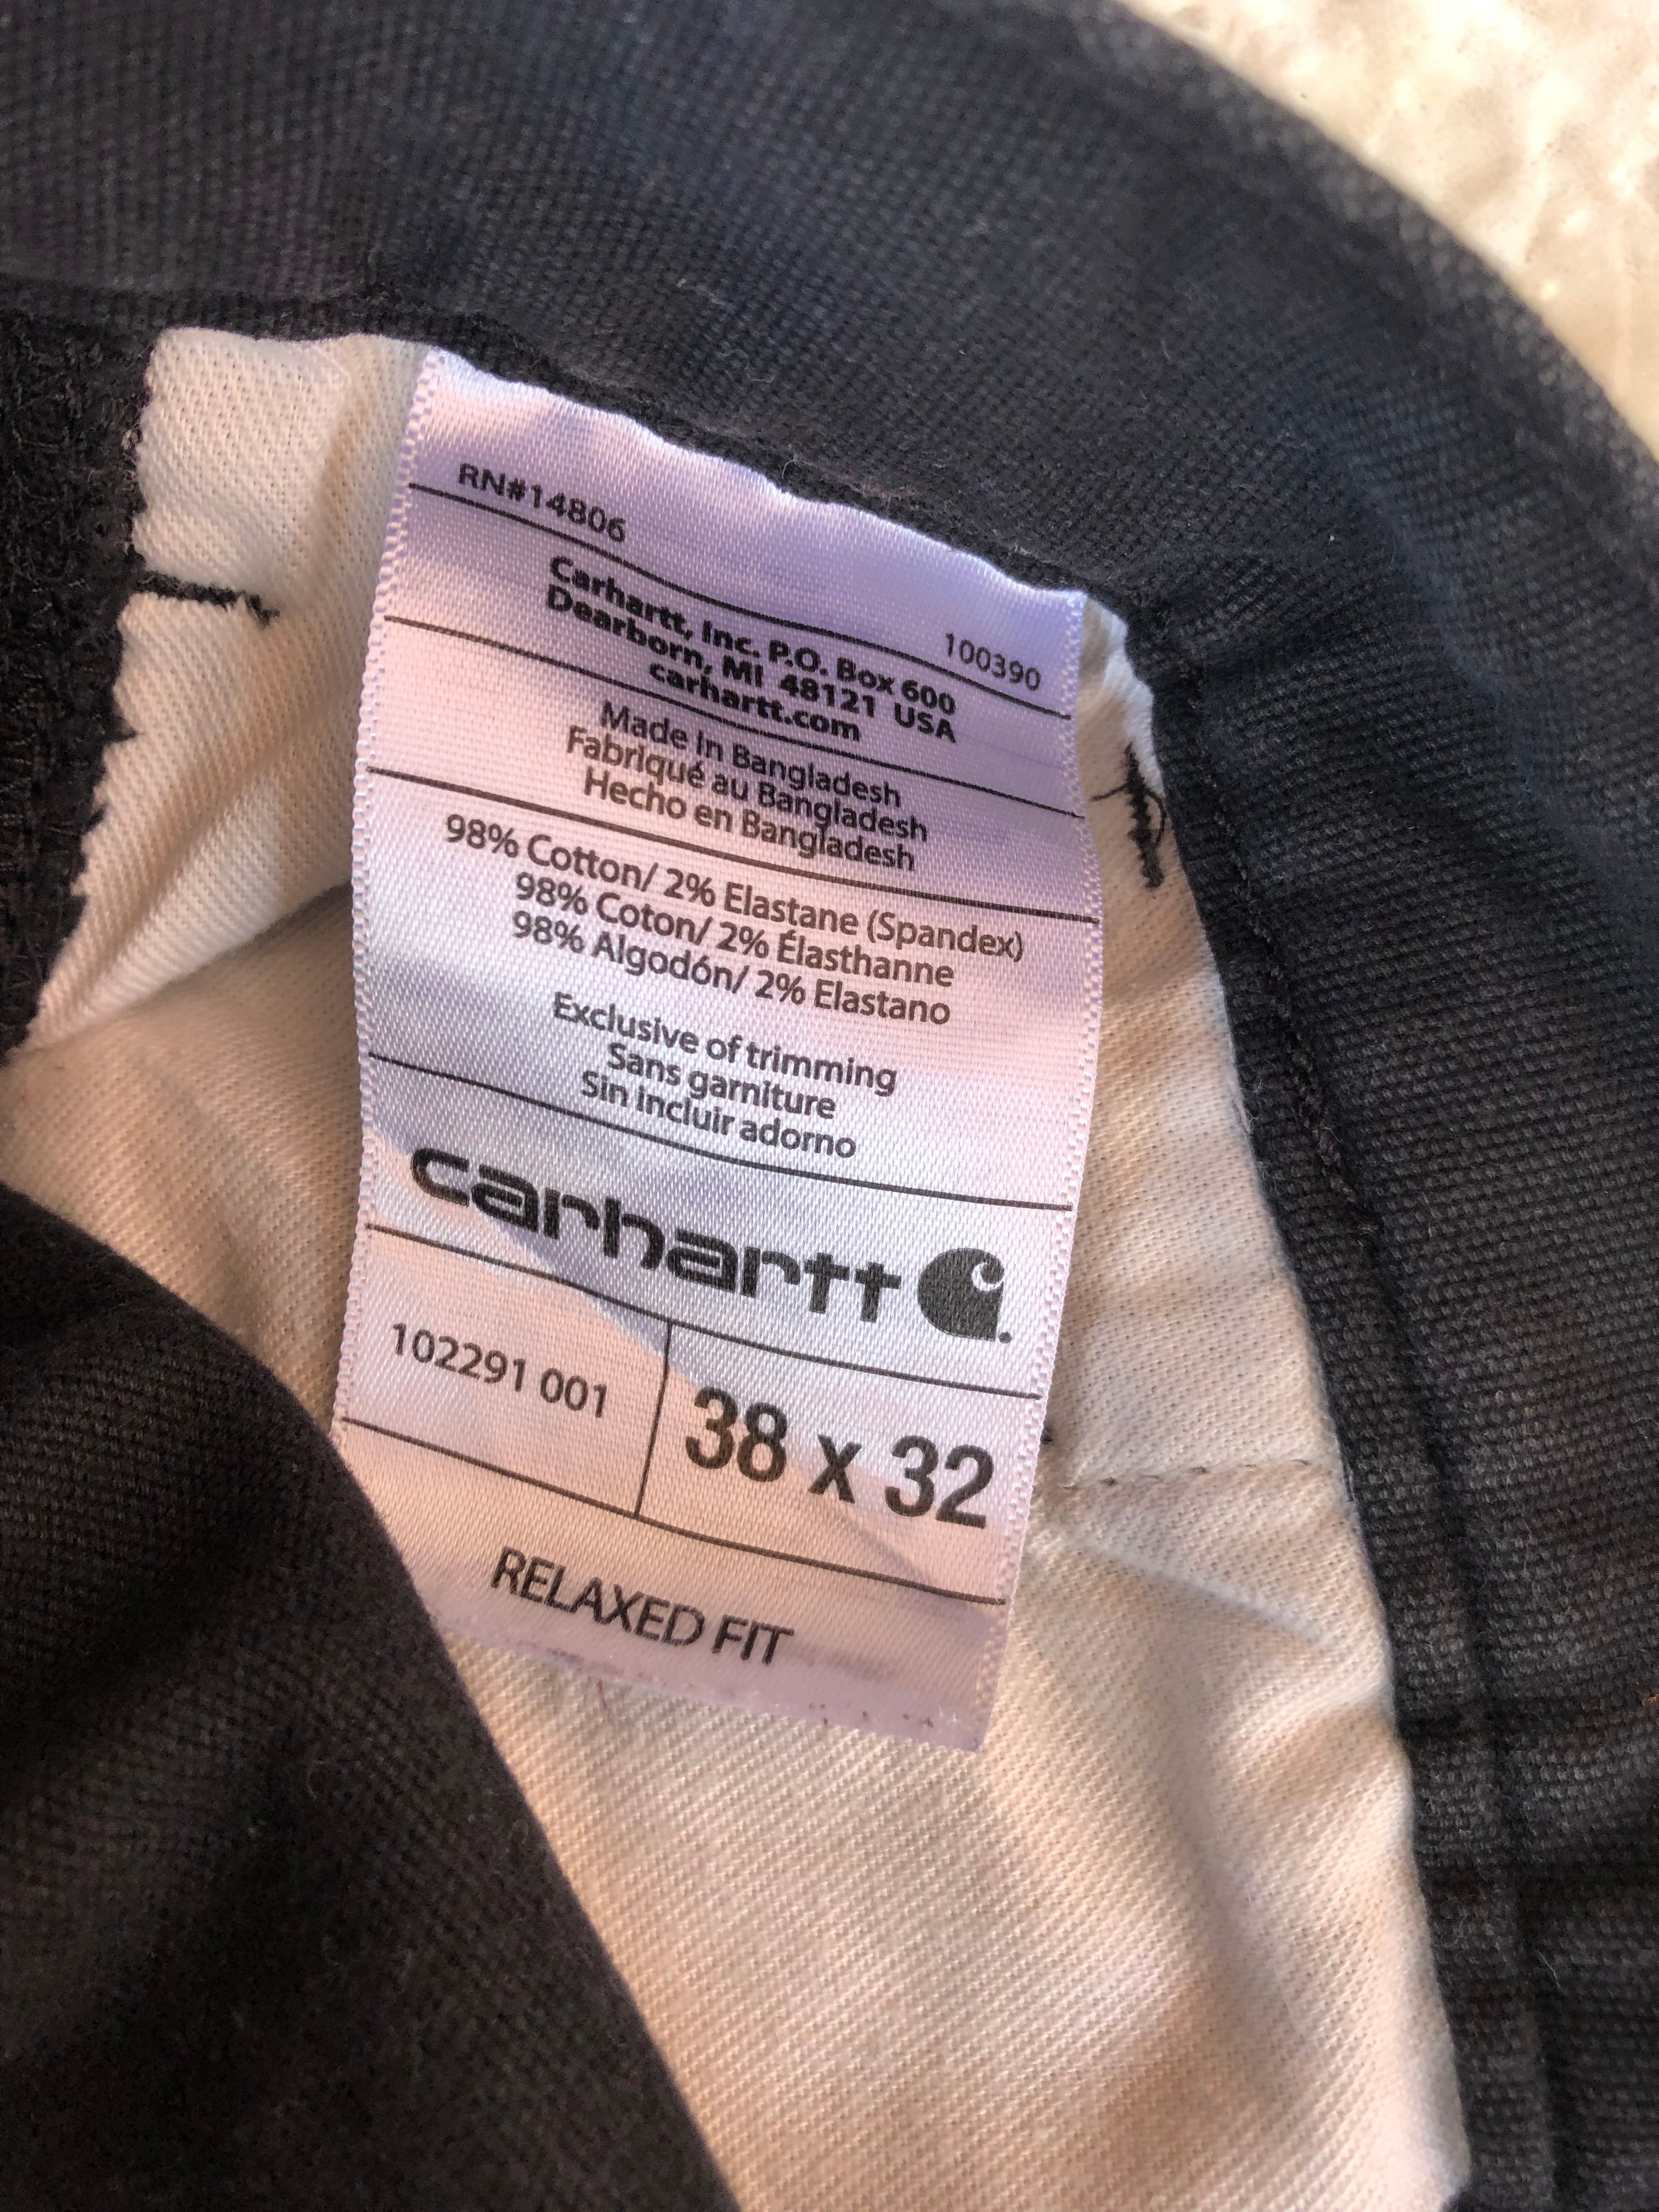 RN#14806
100390
Carhartt, Inc. P.O. Box 600
Dearborn, MI 48121 USA
carhartt.com
Made in Bangladesh
Fabriqué au Bangladesh
Hecho en Bangladesh
98% Cotton/ 2% Elastane (Spandex)
98% Coton/ 2% Élasthanne
98% Algodón/ 2% Elastano
Exclusive of trimming
Sans garniture
Sin incluir adorno
carhartt
102291 001
38 x 32
RELAXED FIT